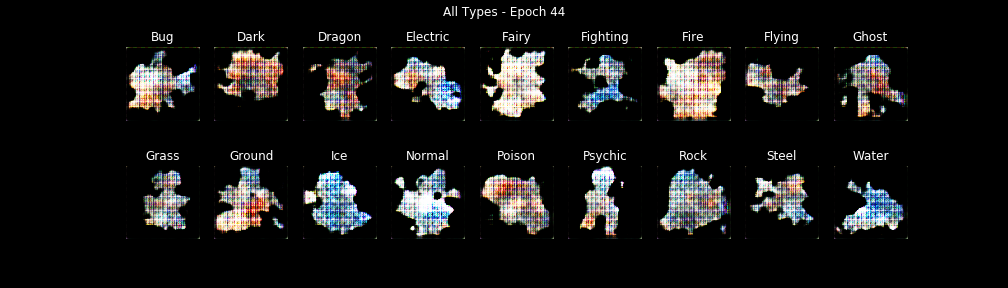 All Types - Epoch 44
Bug Dark Dragon Electric Fairy Fighting Fire Flying Ghost
Grass Ground Ice Normal Poison Psychic Rock Steel Water